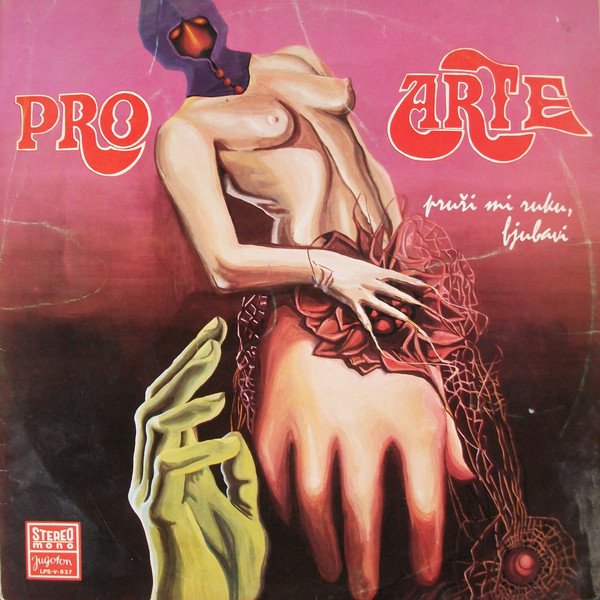 PRO ARTE
pruži mi ruku,
ljubavi
STEREO
mono
Jugoton
LPS-V-837